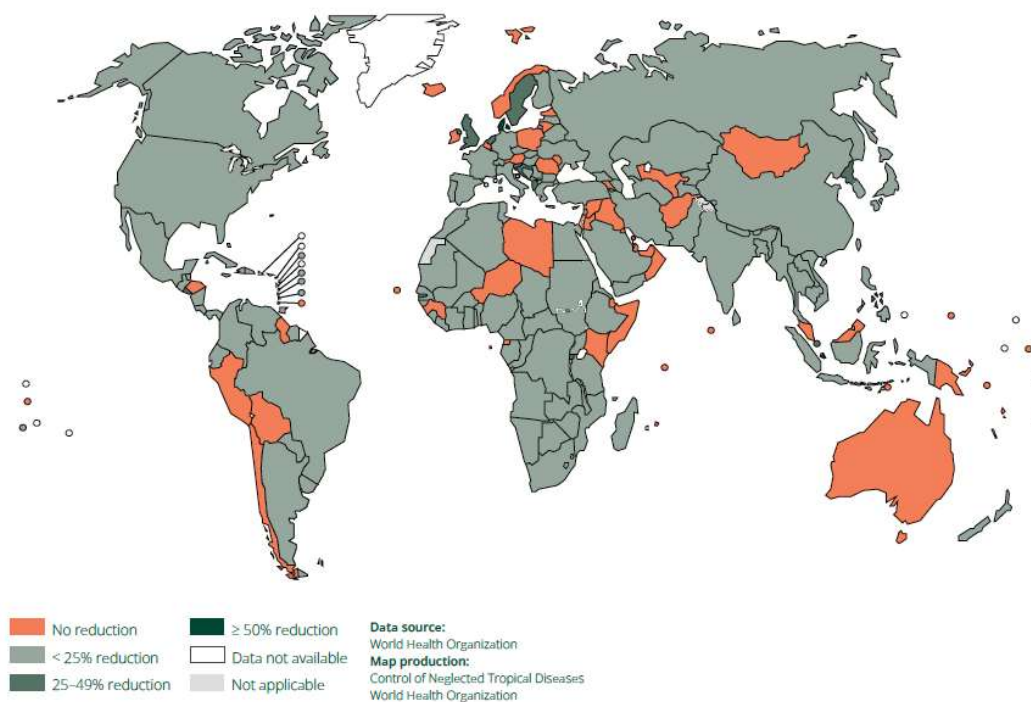 No reduction
< 25% reduction
25–49% reduction
≥ 50% reduction
Data not available
Not applicable
Data source:
World Health Organization
Map production:
Control of Neglected Tropical Diseases
World Health Organization